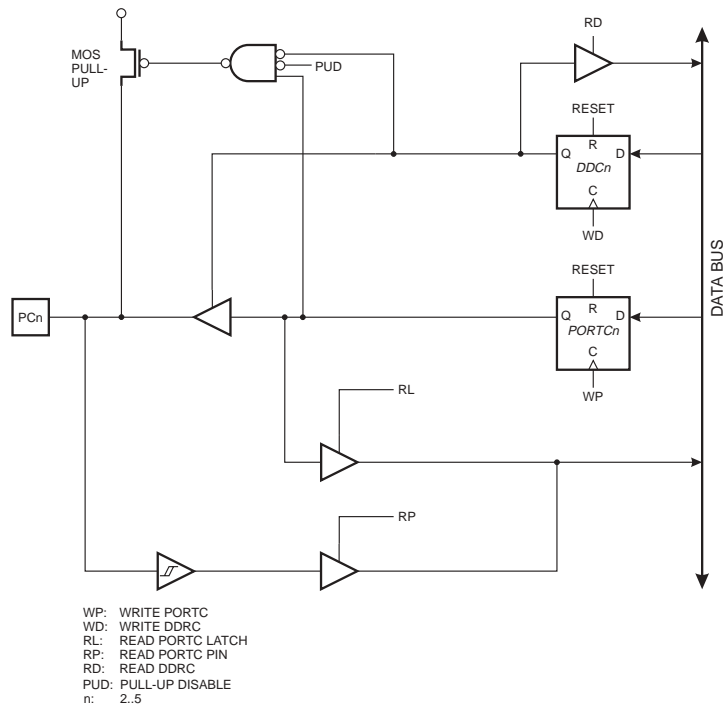 RD
MOS
PULL-
UP
PUD
RESET
R
Q
D
DDCn
C
WD
RESET
DATA BUS
R
PCn
Q
D
PORTCn
C
WP
RL
RP
WP: WRITE PORTC
WD: WRITE DDRC
RL: READ PORTC LATCH
RP: READ PORTC PIN
RD: READ DDRC
PUD: PULL-UP DISABLE
n: 2..5